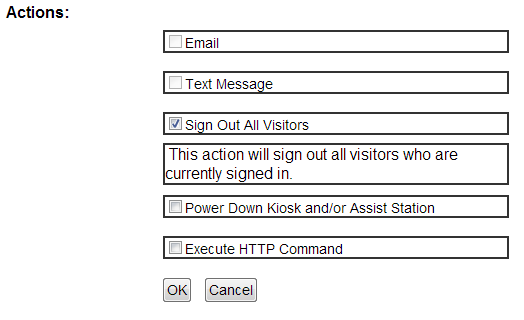 Actions:
Email
Text Message
Sign Out All Visitors
This action will sign out all visitors who are
currently signed in.
Power Down Kiosk and/or Assist Station
Execute HTTP Command
OK Cancel